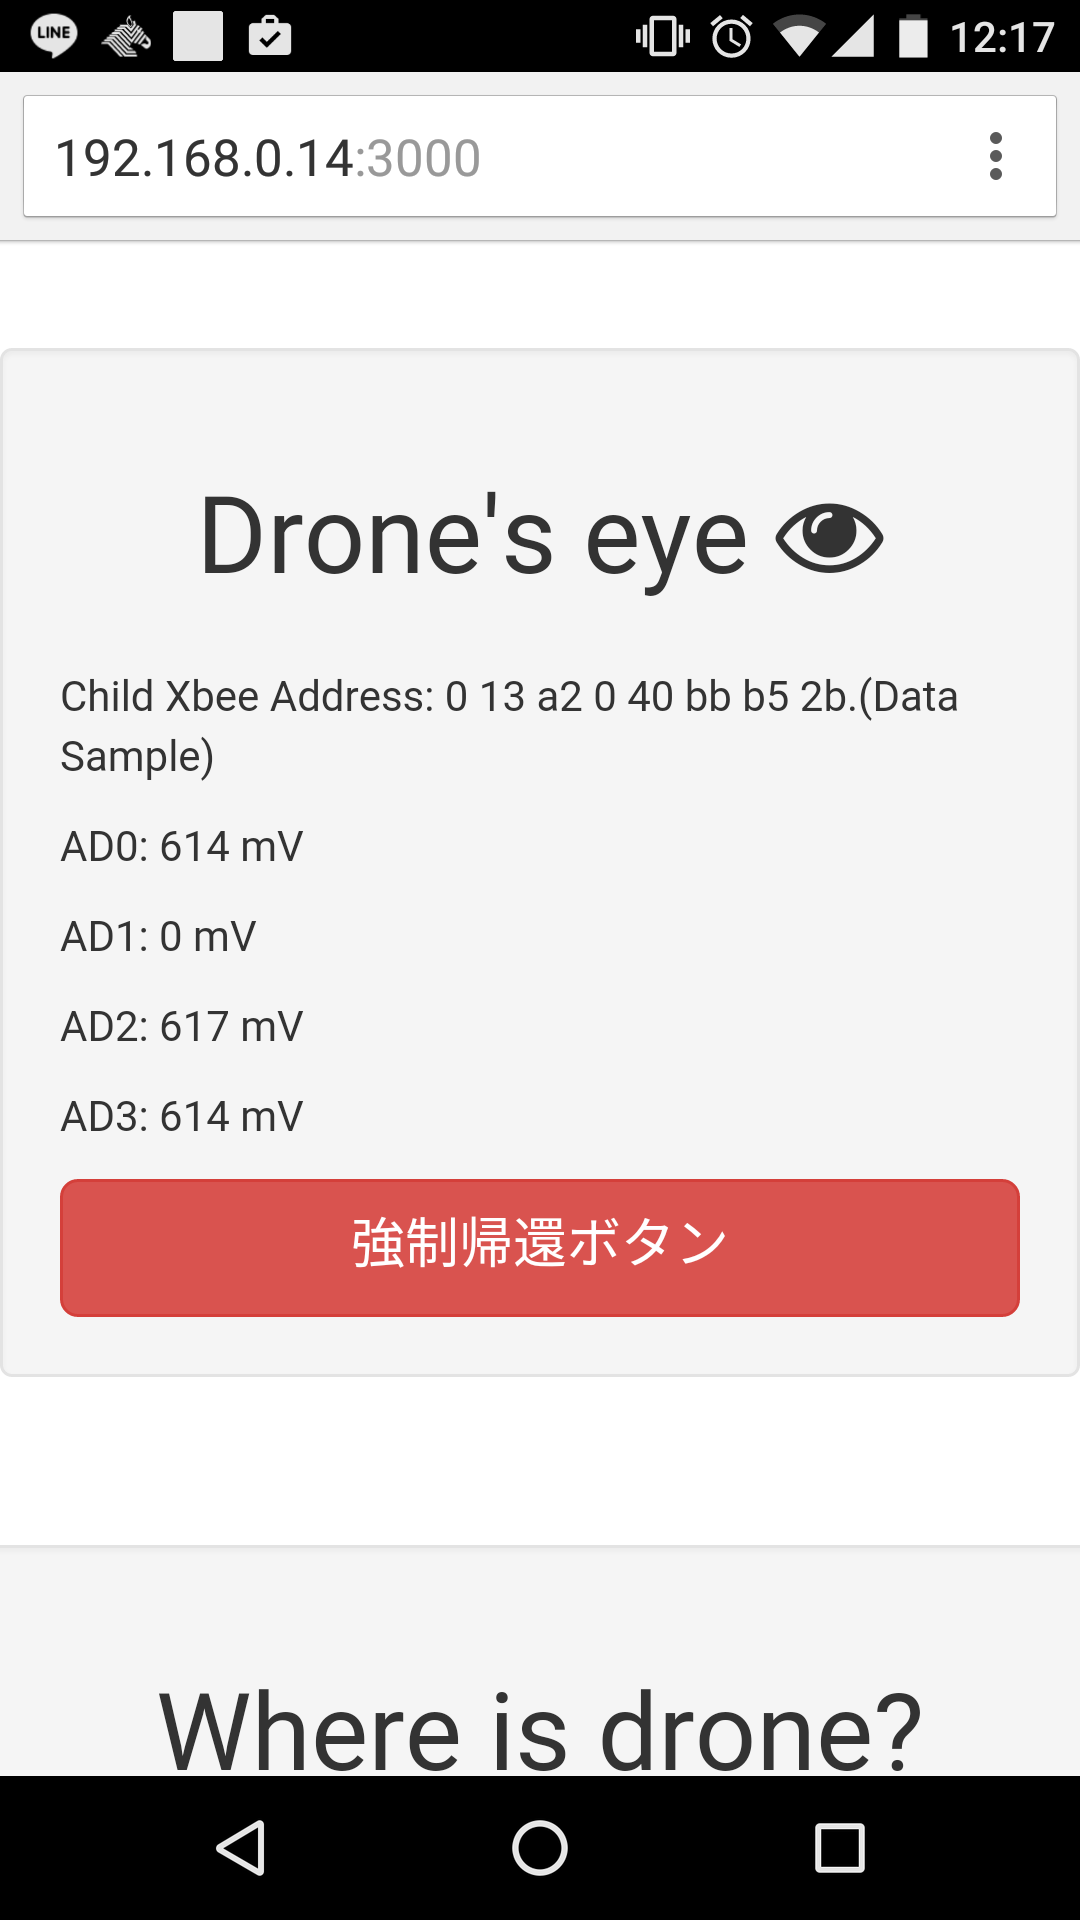 LINE
12:17
192.168.0.14:3000
Drone's eye
Child Xbee Address: 0 13 a2 0 40 bb b5 2b.(Data
Sample)
AD0: 614 mV
AD1: 0 mV
AD2: 617 mV
AD3: 614 mV
強制帰還ボタン
Where is drone?